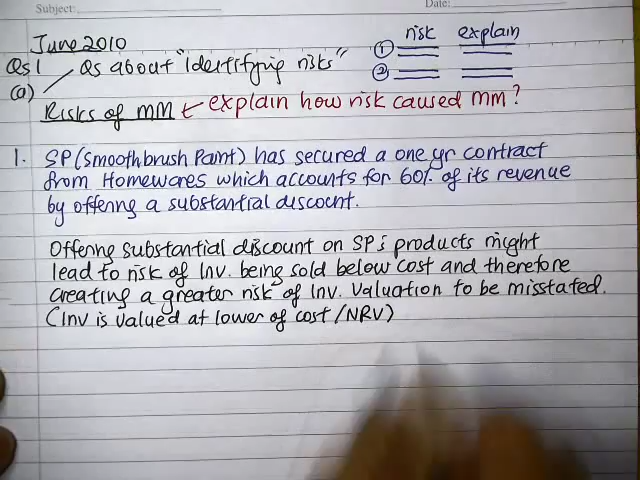 Subject:
Date:
June 2010
risk explain
Qs 1 Qs about "Identifying risks"
①
②
(a)
Risks of MM ← explain how risk caused MM?
1. SP (Smoothbrush Paint) has secured a one yr contract
from Homewares which accounts for 60% of its revenue
by offering a substantial discount.
Offering substantial discount on SP's products might
lead to risk of Inv. being sold below cost and therefore
creating a greater risk of Inv. Valuation to be misstated.
(Inv is valued at lower of cost/NRV)